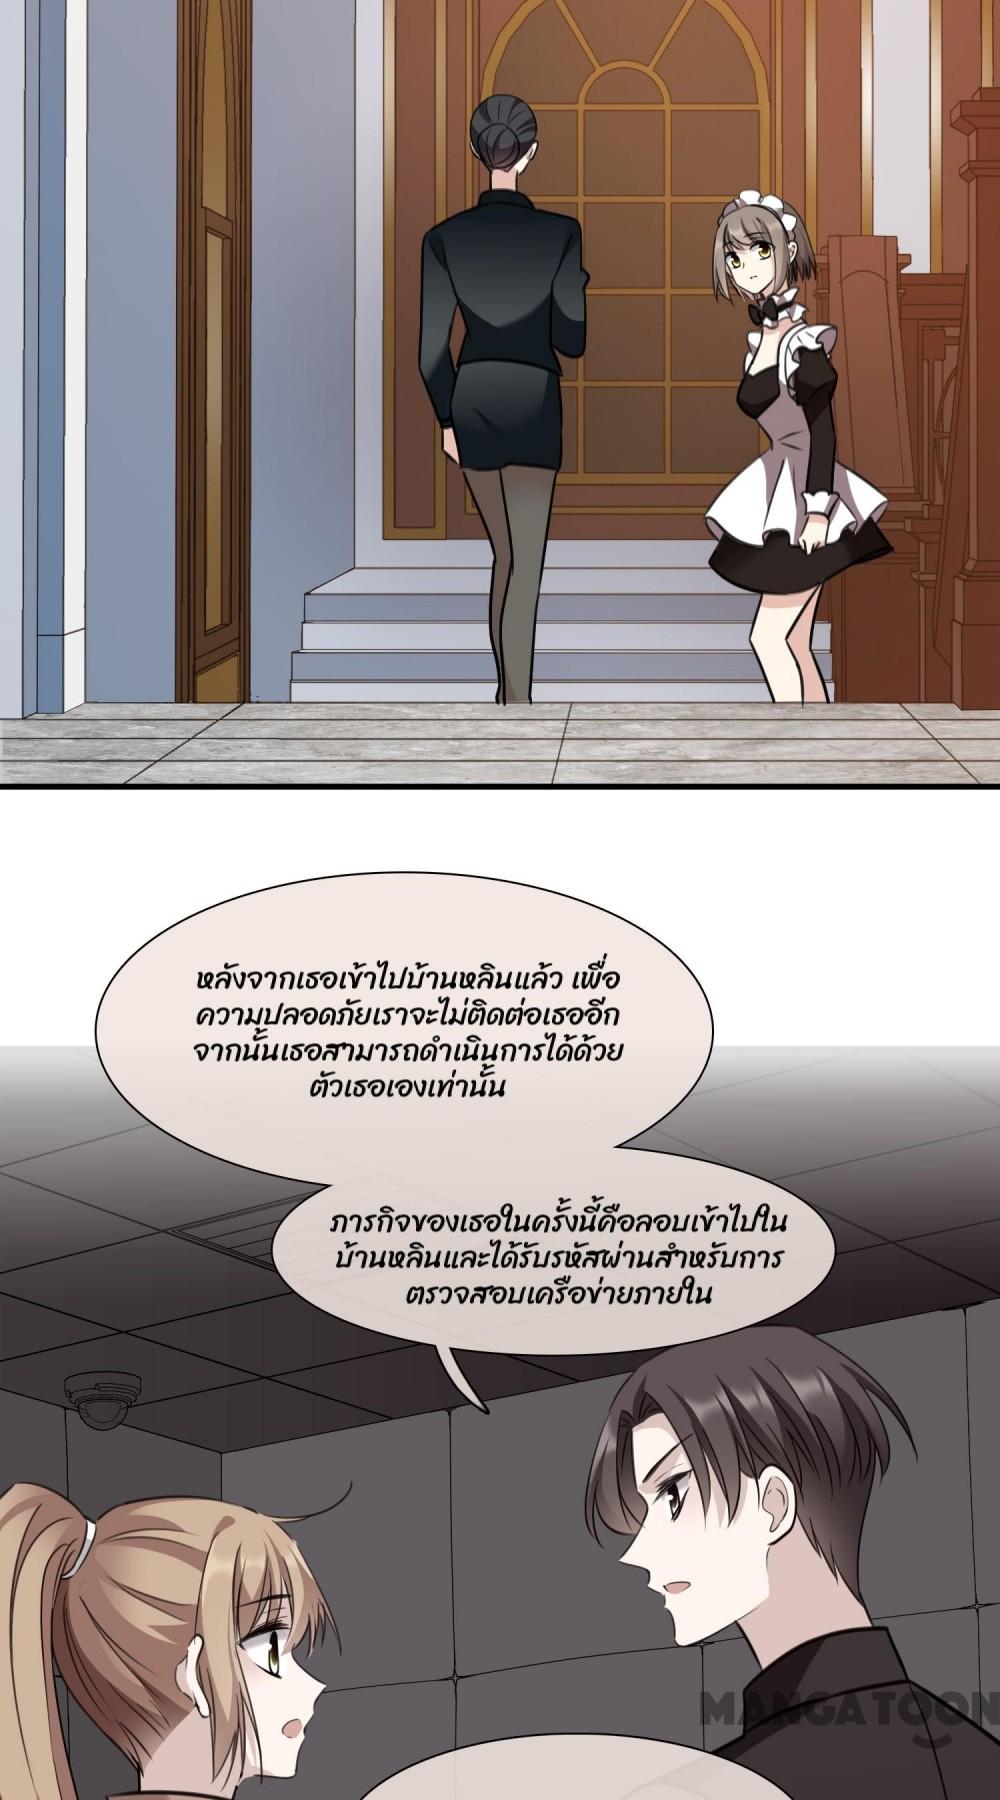 หลังจากเธอเข้าไปบ้านหลินแล้ว เพื่อ
ความปลอดภัยเราจะไม่ติดต่อเธออีก
จากนั้นเธอสามารถดำเนินการได้ด้วย
ตัวเธอเองเท่านั้น
ภารกิจของเธอในครั้งนี้คือลอบเข้าไปใน
บ้านหลินและได้รับรหัสผ่านสำหรับการ
ตรวจสอบเครือข่ายภายใน
MANGATOON